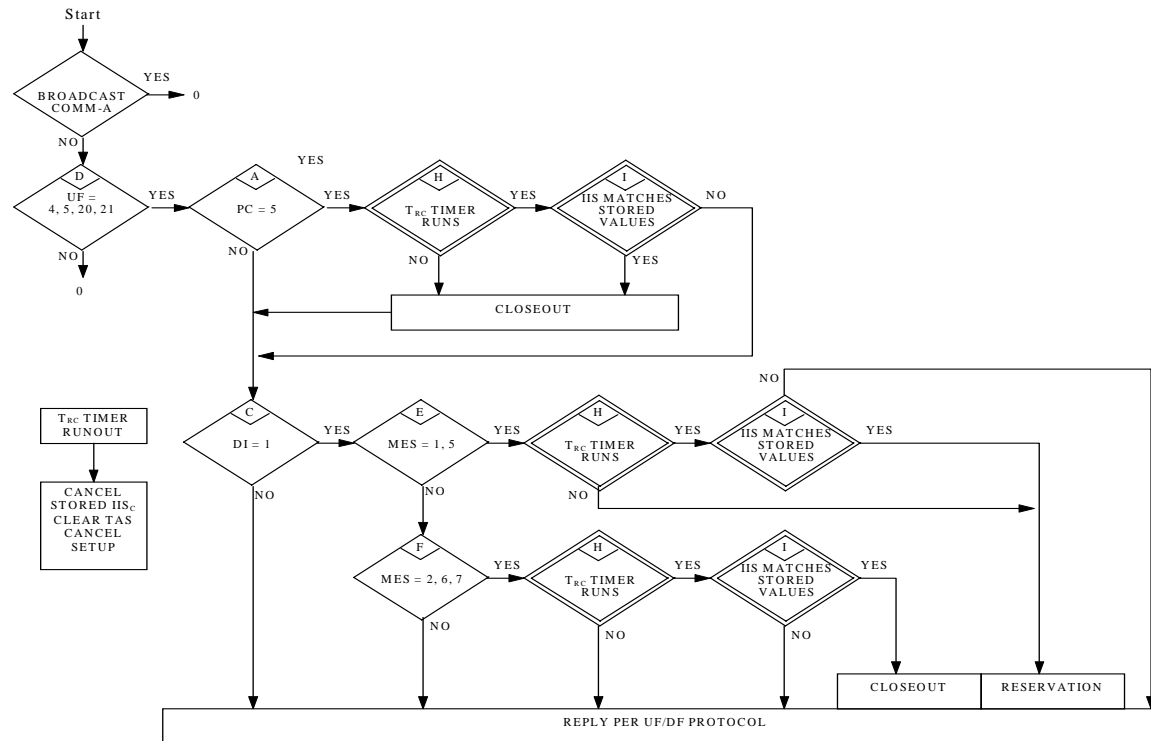 Start
BROADCAST
COMM-A
YES
0
NO
D
UF =
4, 5, 20, 21
YES
NO
0
A
PC = 5
YES
YES
NO
H
TRC TIMER
RUNS
YES
NO
I
IIS MATCHES
STORED
VALUES
NO
YES
CLOSEOUT
TRC TIMER
RUNOUT
CANCEL
STORED IISC
CLEAR TAS
CANCEL
SETUP
C
DI = 1
YES
NO
E
MES = 1, 5
YES
NO
H
TRC TIMER
RUNS
YES
NO
I
IIS MATCHES
STORED
VALUES
NO
YES
F
MES = 2, 6, 7
YES
NO
H
TRC TIMER
RUNS
YES
NO
I
IIS MATCHES
STORED
VALUES
YES
NO
CLOSEOUT
RESERVATION
REPLY PER UF/DF PROTOCOL